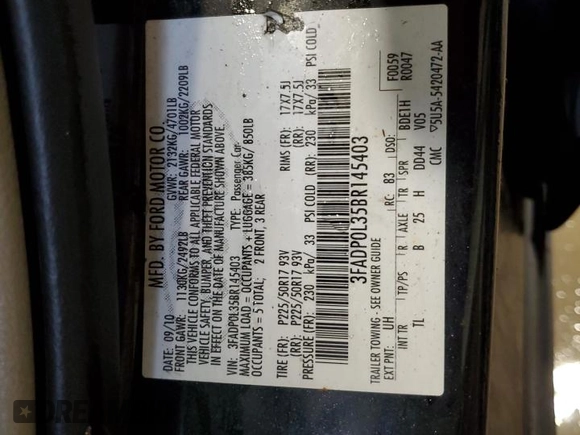 MFD. BY FORD MOTOR CO.
DATE: 09/10 GVWR: 2132KG/4701LB
FRONT GAWR: 1130KG/2492LB REAR GAWR: 1002KG/2209LB
THIS VEHICLE CONFORMS TO ALL APPLICABLE FEDERAL MOTOR
VEHICLE SAFETY, BUMPER, AND THEFT PREVENTION STANDARDS
IN EFFECT ON THE DATE OF MANUFACTURE SHOWN ABOVE.
VIN: 3FADP0L35BR145403 TYPE: Passenger Car
MAXIMUM LOAD = OCCUPANTS + LUGGAGE = 385KG/ 850LB
OCCUPANTS = 5 TOTAL: 2 FRONT, 3 REAR
TIRE (FR): P225/50R17 93V RIMS (FR): 17X7.5J
(RR): P225/50R17 93V (RR): 17X7.5J
PRESSURE (FR): 230 kPa/ 33 PSI COLD (RR): 230 kPa/ 33 PSI COLD
3FADP0L35BR145403
TRAILER TOWING - SEE OWNER GUIDE F0059
R0047
EXT PNT: UH RC: 83 DSO:
INT TR TP/PS R AXLE TR SPR BDE1H
TL B 25 H DD44 V05
CMC ▽5U5A-5420472-AA